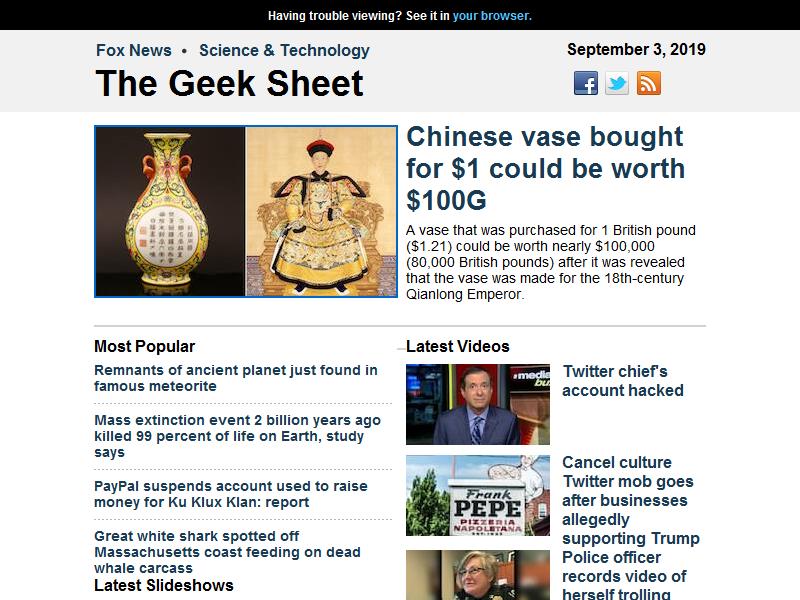 Having trouble viewing? See it in your browser.
Fox News • Science & Technology
September 3, 2019
The Geek Sheet
Chinese vase bought
for $1 could be worth
$100G
A vase that was purchased for 1 British pound
($1.21) could be worth nearly $100,000
(80,000 British pounds) after it was revealed
that the vase was made for the 18th-century
Qianlong Emperor.
Most Popular
Remnants of ancient planet just found in
famous meteorite
Mass extinction event 2 billion years ago
killed 99 percent of life on Earth, study
says
PayPal suspends account used to raise
money for Ku Klux Klan: report
Great white shark spotted off
Massachusetts coast feeding on dead
whale carcass
Latest Slideshows
Latest Videos
media
bu
Twitter chief's
account hacked
Frank
PEPE
PIZZERIA
NAPOLETANA
Cancel culture
Twitter mob goes
after businesses
allegedly
supporting Trump
Police officer
records video of
herself trolling